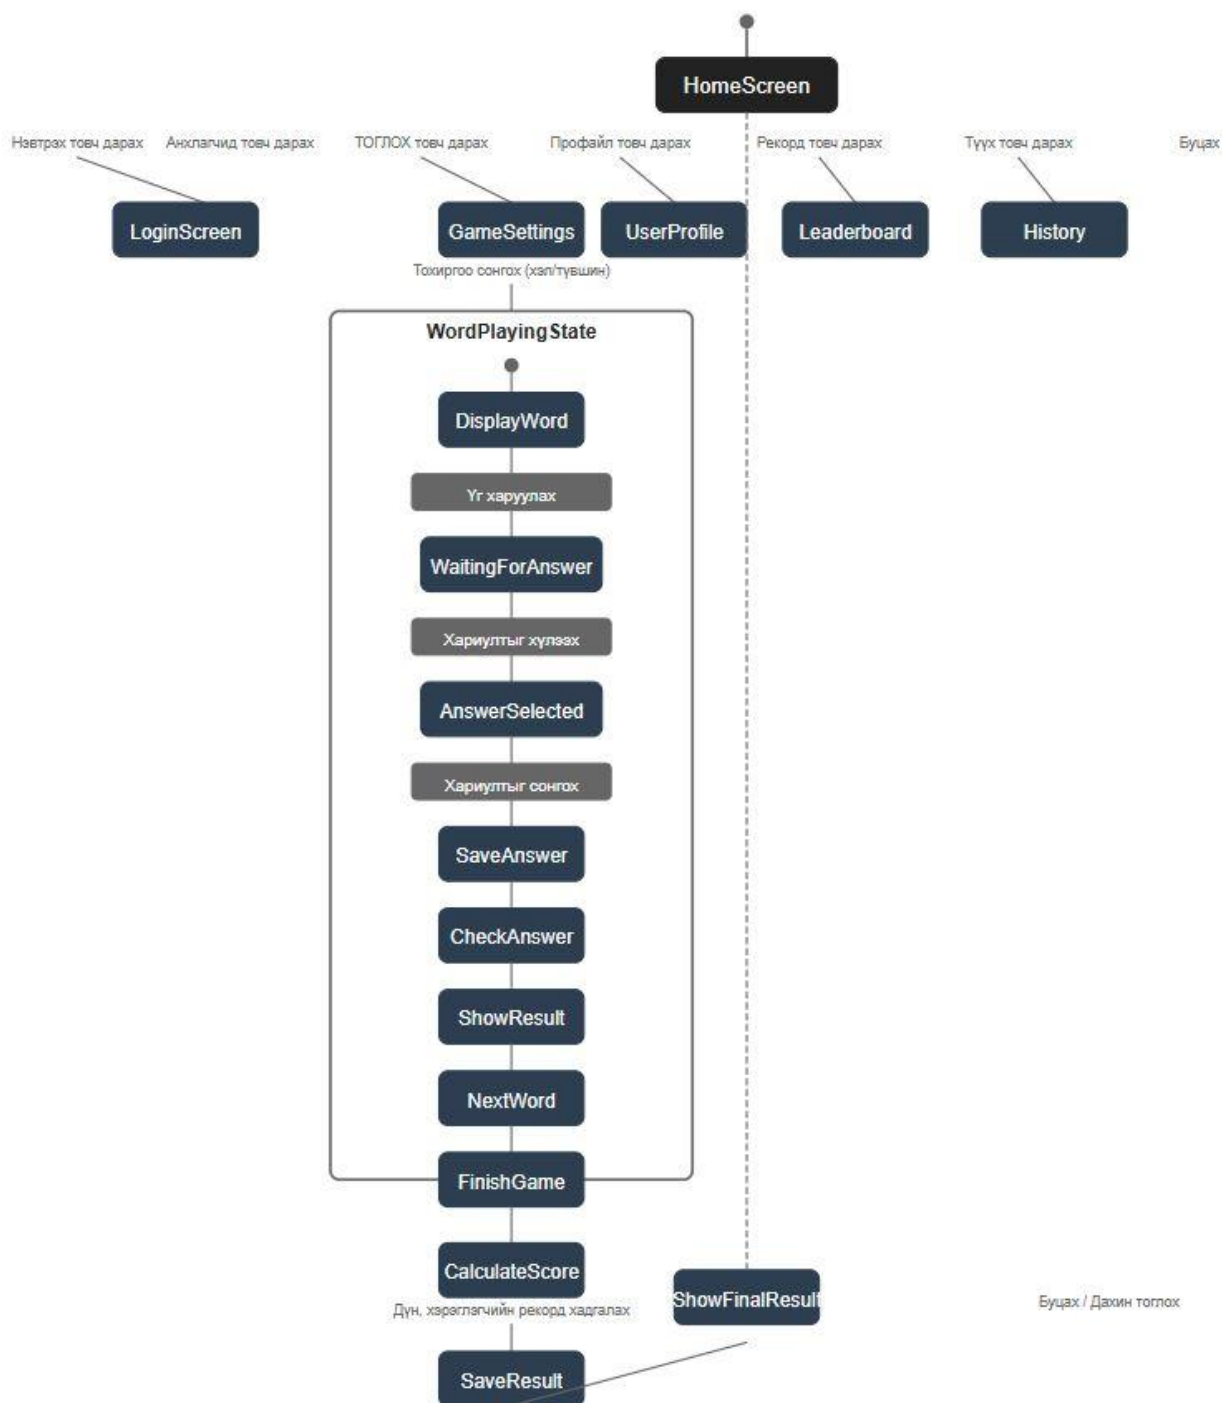 HomeScreen
Нэвтрэх товч дарах
Анхлагчид товч дарах
ТОГЛОХ товч дарах
Профайл товч дарах
Рекорд товч дарах
Түүх товч дарах
Буцах
LoginScreen
GameSettings
UserProfile
Leaderboard
History
Тохиргоо сонгох (хэл/түвшин)
WordPlayingState
DisplayWord
Үг харуулах
WaitingForAnswer
Хариултыг хүлээх
AnswerSelected
Хариултыг сонгох
SaveAnswer
CheckAnswer
ShowResult
NextWord
FinishGame
CalculateScore
ShowFinalResult
Буцах / Дахин тоглох
Дүн, хэрэглэгчийн рекорд хадгалах
SaveResult